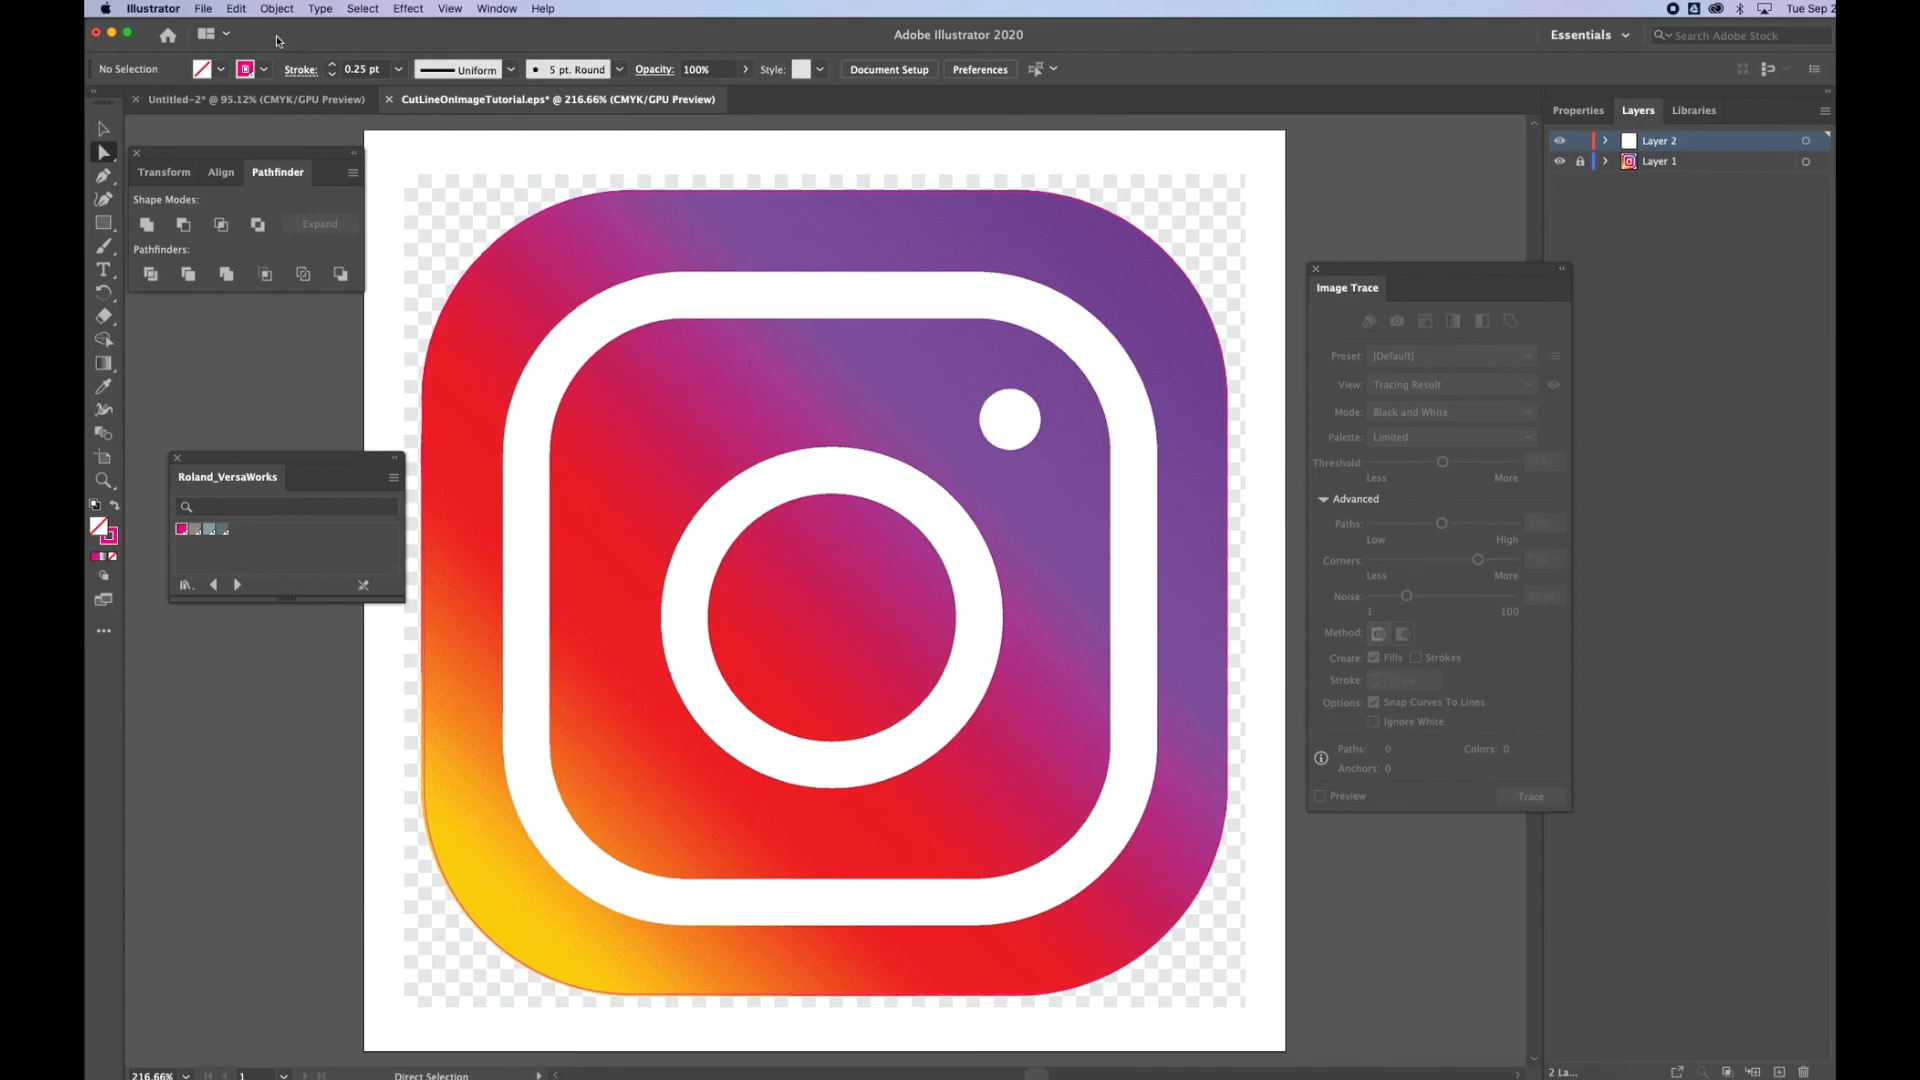 Illustrator File Edit Object Type Select Effect View Window Help
Tue Sep 2
Adobe Illustrator 2020
Essentials
Search Adobe Stock
No Selection
Stroke: 0.25 pt
Uniform
5 pt. Round
Opacity: 100%
Style:
Document Setup
Preferences
Untitled-2* @ 95.12% (CMYK/GPU Preview)
CutLineOnImageTutorial.eps* @ 216.66% (CMYK/GPU Preview)
Properties Layers Libraries
Layer 2
Layer 1
Transform Align Pathfinder
Shape Modes:
Expand
Pathfinders:
Roland_VersaWorks
Image Trace
Preset: [Default]
View: Tracing Result
Mode: Black and White
Palette: Limited
Threshold:
Less More
Advanced
Paths:
Low High
Corners:
Less More
Noise:
1 100
Method:
Create: Fills Strokes
Stroke:
Options: Snap Curves To Lines
Ignore White
Paths: 0 Colors: 0
Anchors: 0
Preview Trace
216.66% 1 Direct Selection
2 La...